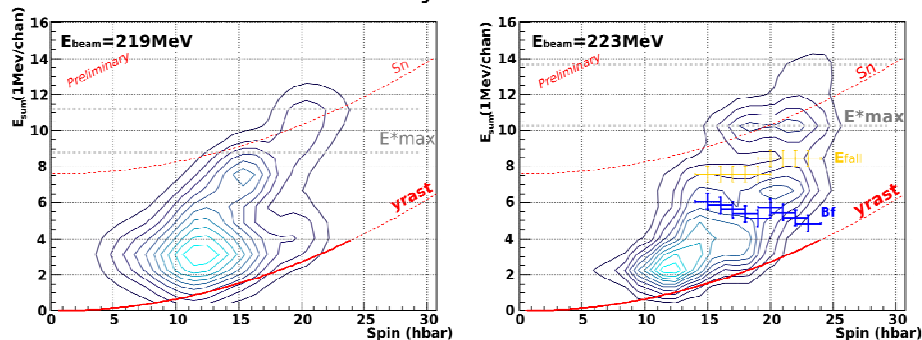 E_beam=219MeV
Preliminary
Sn
E*max
yrast
E_sum(1Mev/chan)
16
14
12
10
8
6
4
2
0
0 5 10 15 20 25 30
Spin (hbar)
E_beam=223MeV
Preliminary
Sn
E*max
E_fall
yrast
Bf
E_sum(1Mev/chan)
16
14
12
10
8
6
4
2
0
0 5 10 15 20 25 30
Spin (hbar)